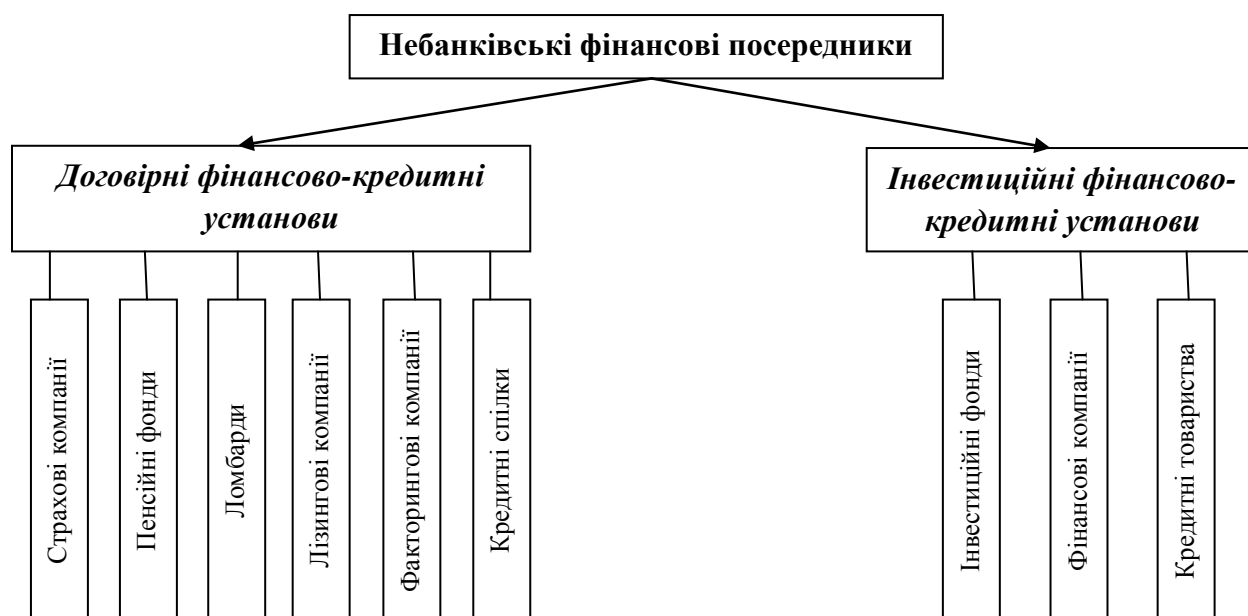 Небанківські фінансові посередники
Договірні фінансово-кредитні
установи
Інвестиційні фінансово-
кредитні установи
Страхові компанії
Пенсійні фонди
Ломбарди
Лізингові компанії
Факторингові компанії
Кредитні спілки
Інвестиційні фонди
Фінансові компанії
Кредитні товариства